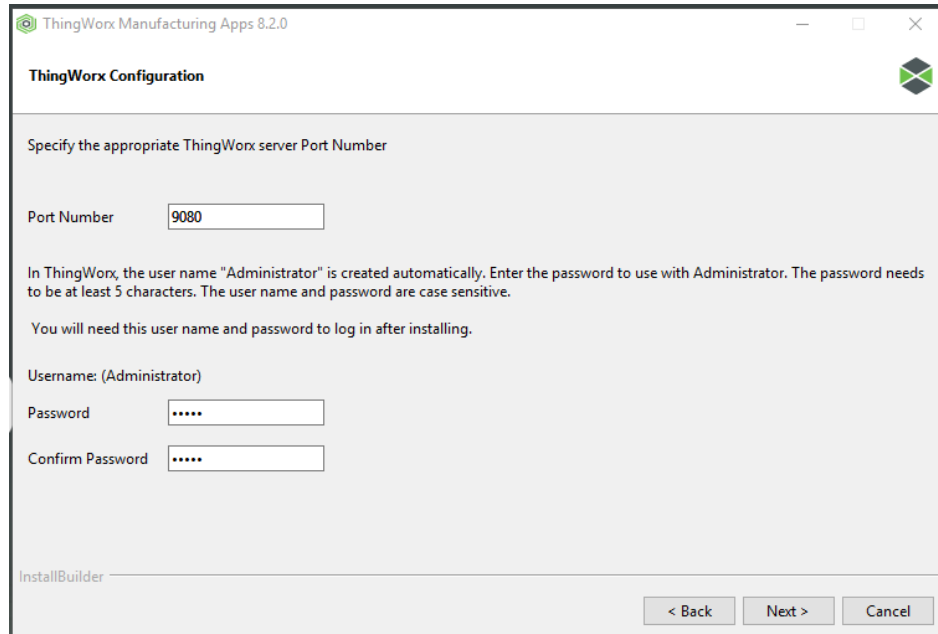 ThingWorx Manufacturing Apps 8.2.0
ThingWorx Configuration
Specify the appropriate ThingWorx server Port Number
Port Number 9080
In ThingWorx, the user name "Administrator" is created automatically. Enter the password to use with Administrator. The password needs
to be at least 5 characters. The user name and password are case sensitive.
You will need this user name and password to log in after installing.
Username: (Administrator)
Password •••••
Confirm Password •••••
InstallBuilder
< Back Next > Cancel